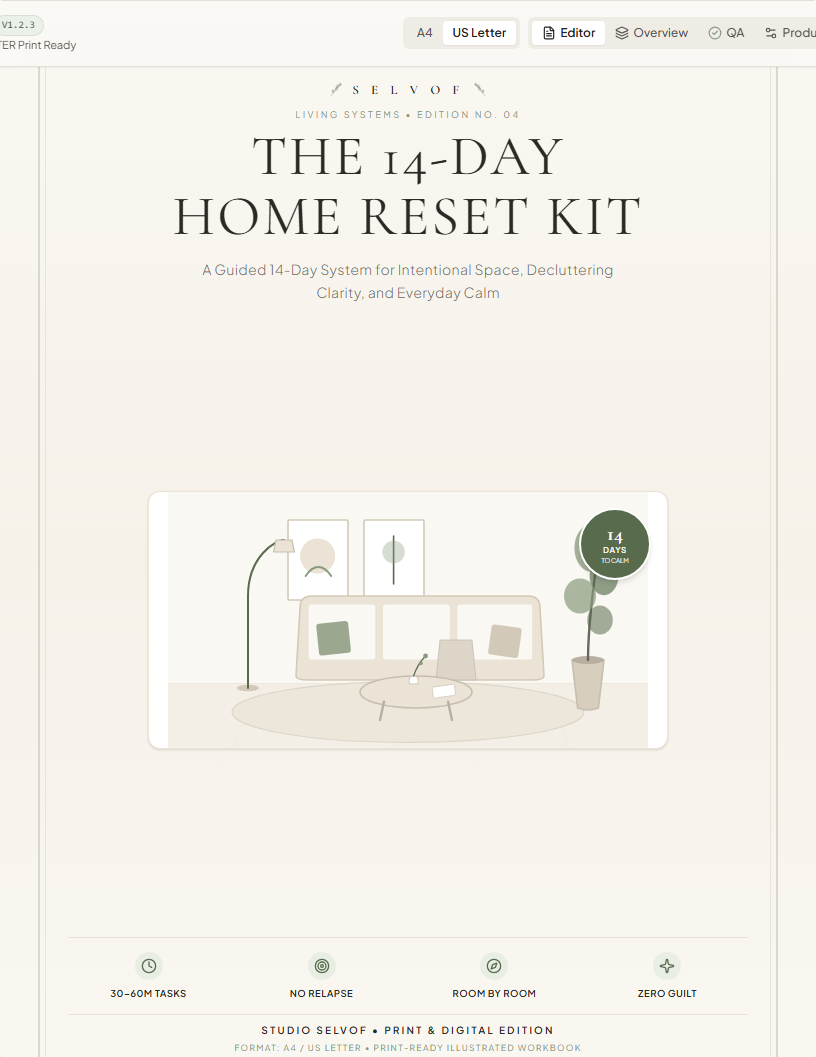 V1.2.3
TER Print Ready
A4 US Letter Editor Overview QA Produ
SELVOF
LIVING SYSTEMS • EDITION NO. 04
THE 14-DAY
HOME RESET KIT
A Guided 14-Day System for Intentional Space, Decluttering
Clarity, and Everyday Calm
14
DAYS
TO CALM
30–60M TASKS NO RELAPSE ROOM BY ROOM ZERO GUILT
STUDIO SELVOF • PRINT & DIGITAL EDITION
FORMAT: A4 / US LETTER • PRINT-READY ILLUSTRATED WORKBOOK